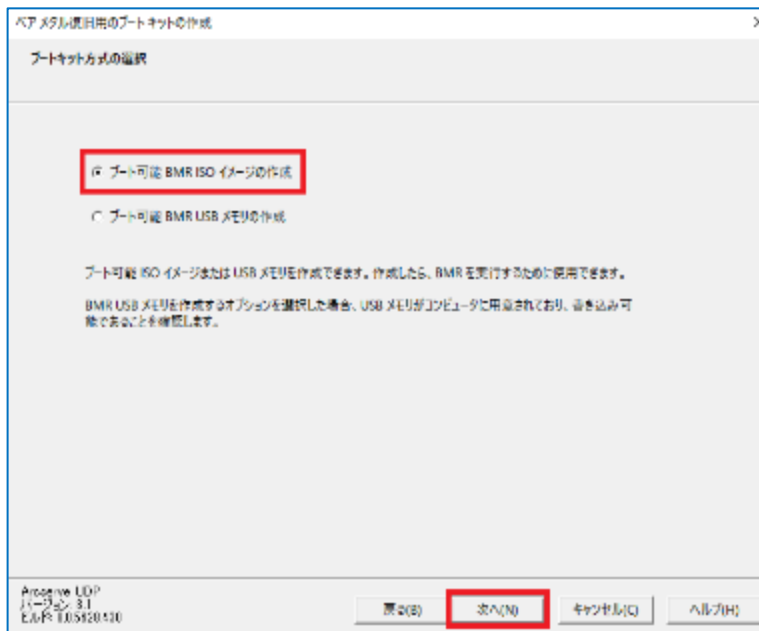 ベア メタル復旧用のブート キットの作成
ブートキット方式の選択
ブート可能 BMR ISO イメージの作成
ブート可能 BMR USB メモリの作成
ブート可能 ISO イメージまたは USB メモリを作成できます。作成したら、BMR を実行するために使用できます。
BMR USB メモリを作成するオプションを選択した場合、USB メモリがコンピュータに用意されており、書き込み可
能であることを確認します。
Arcserve UDP
バージョン
ビルド:
戻る(B) 次へ(N) キャンセル(C) ヘルプ(H)